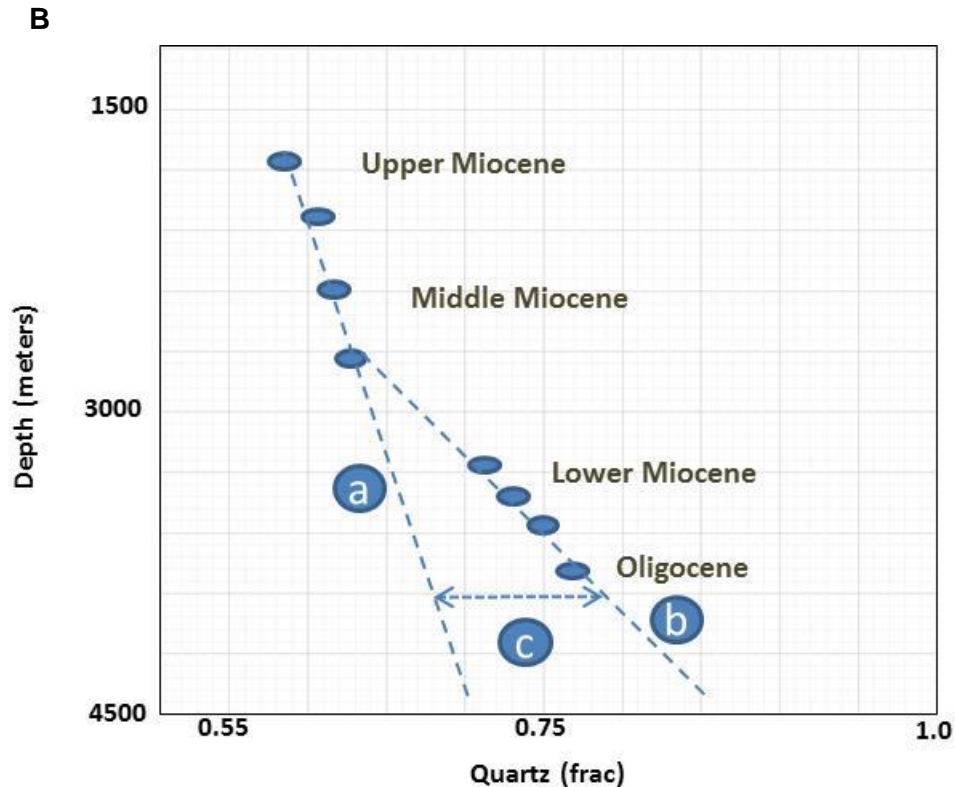 B
1500
Upper Miocene
Middle Miocene
Depth (meters)
3000
Lower Miocene
a
Oligocene
b
c
4500
0.55
0.75
1.0
Quartz (frac)